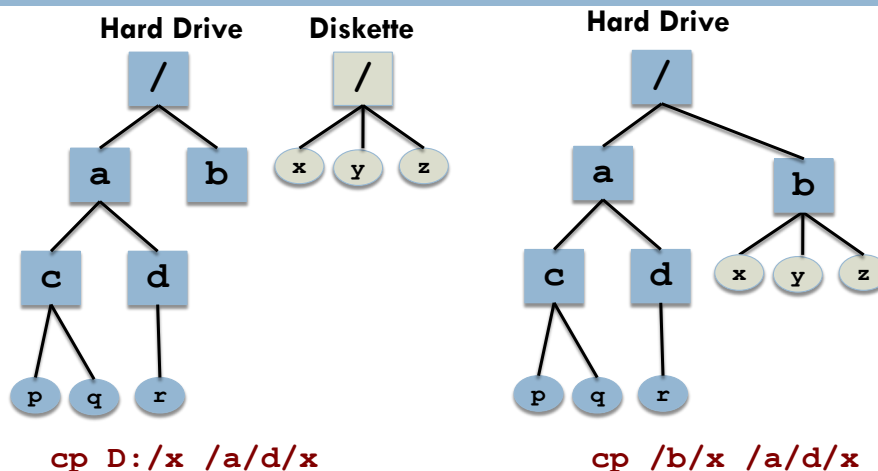 Hard Drive Diskette Hard Drive
/ / /
a b x y z a b
c d c d x y z
p q r p q r
cp D:/x /a/d/x cp /b/x /a/d/x